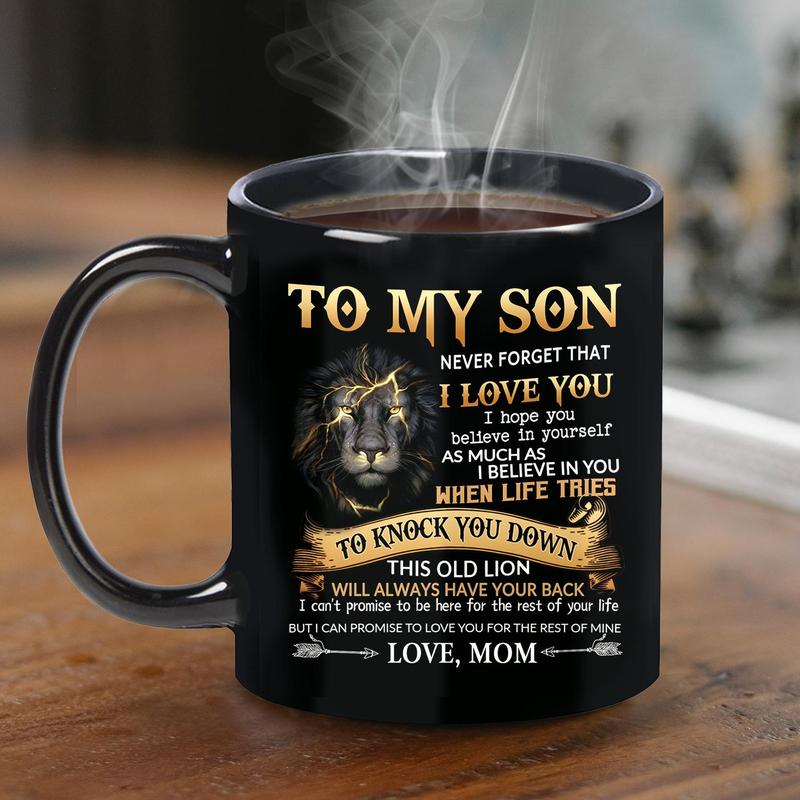 TO MY SON
NEVER FORGET THAT
I LOVE YOU
I hope you
believe in yourself
AS MUCH AS
I BELIEVE IN YOU
WHEN LIFE TRIES
TO KNOCK YOU DOWN
THIS OLD LION
WILL ALWAYS HAVE YOUR BACK
I can't promise to be here for the rest of your life
BUT I CAN PROMISE TO LOVE YOU FOR THE REST OF MINE
LOVE, MOM